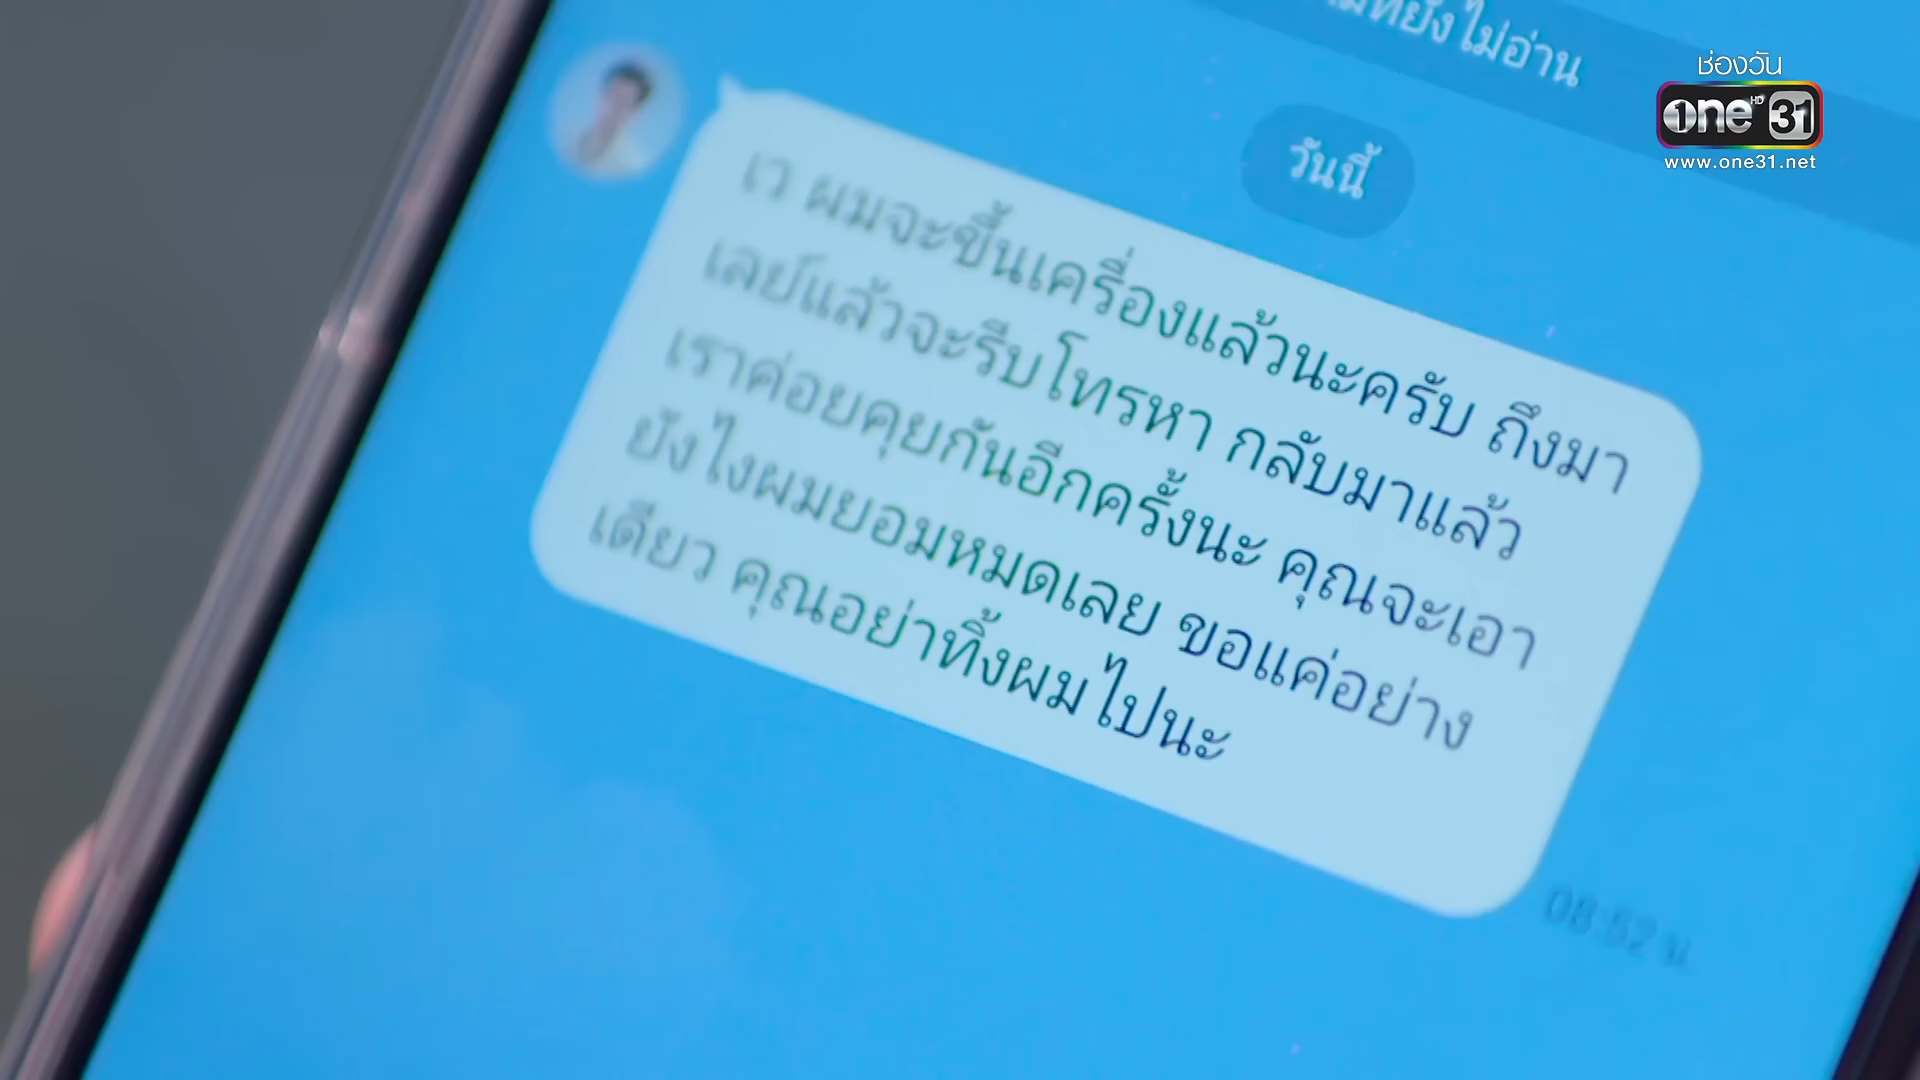 ที่ยังไม่อ่าน
ช่องวัน
one HD 31
www.one31.net
วันนี้
เว ผมจะขึ้นเครื่องแล้วนะครับ ถึงมา
เลย์แล้วจะรีบโทรหา กลับมาแล้ว
เราค่อยคุยกันอีกครั้งนะ คุณจะเอา
ยังไงผมยอมหมดเลย ขอแค่อย่าง
เดียว คุณอย่าทิ้งผมไปนะ
08:52 น.